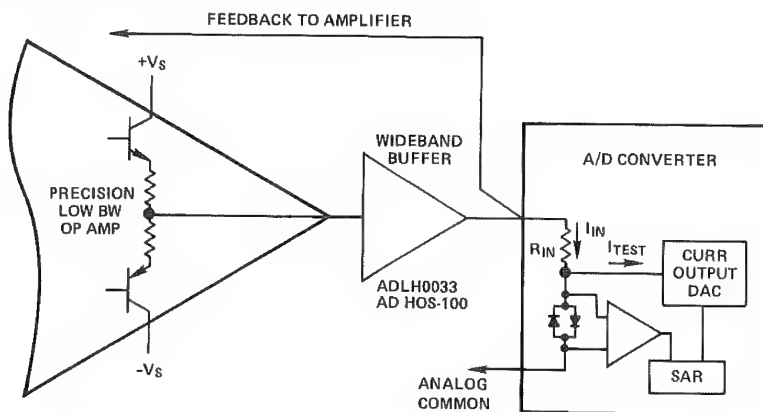 FEEDBACK TO AMPLIFIER
+VS
PRECISION
LOW BW
OP AMP
-VS
WIDEBAND
BUFFER
ADLH0033
AD HOS-100
A/D CONVERTER
IIN
RIN
ITEST
CURR
OUTPUT
DAC
SAR
ANALOG
COMMON